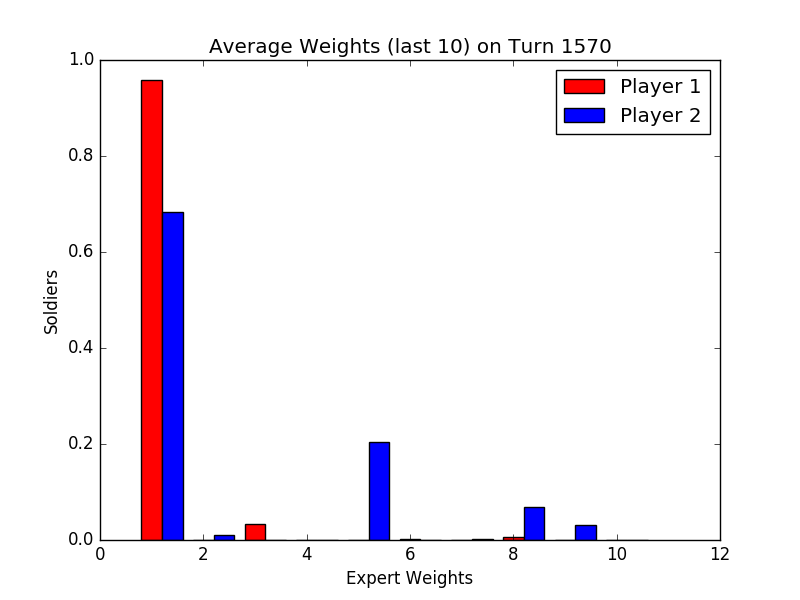 Average Weights (last 10) on Turn 1570
1.0
0.8
0.6
0.4
0.2
0.0
Soldiers
Player 1
Player 2
0 2 4 6 8 10 12
Expert Weights